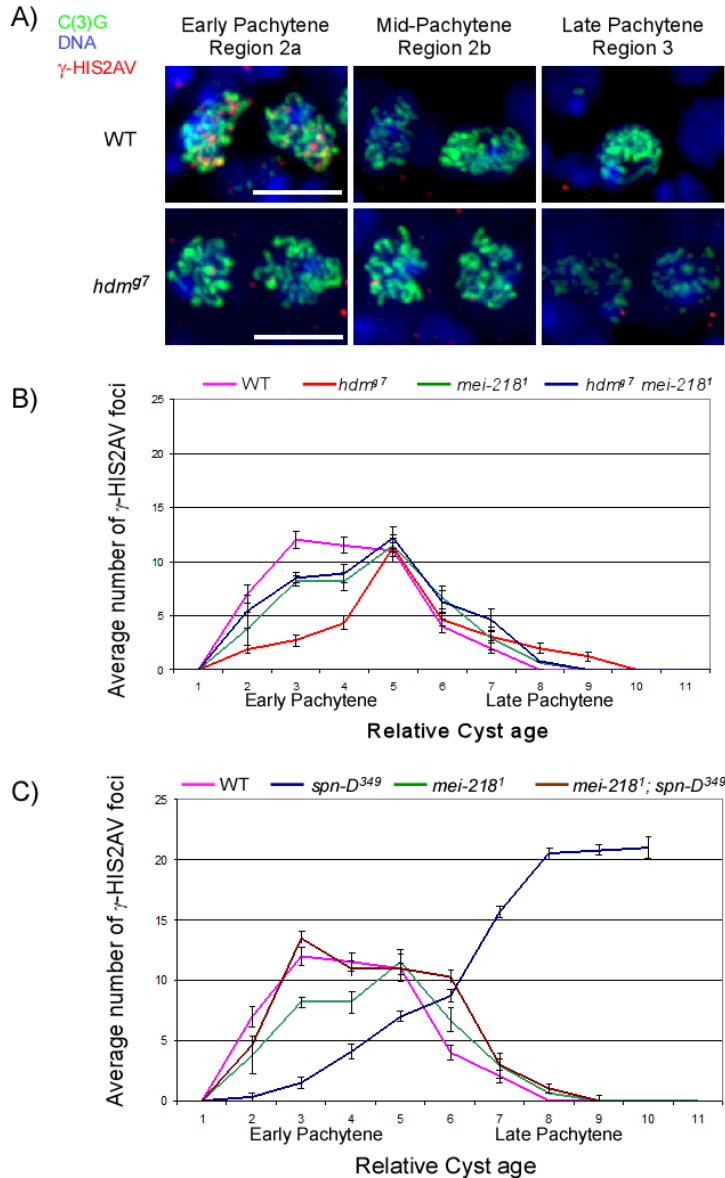 A)
C(3)G
DNA
γ-HIS2AV
Early Pachytene
Region 2a
Mid-Pachytene
Region 2b
Late Pachytene
Region 3
WT
hdmg7
B)
WT hdmg7 mei-2181 hdmg7 mei-2181
Average number of γ-HIS2AV foci
25
20
15
10
5
0
1 2 3 4 5 6 7 8 9 10 11
Early Pachytene Late Pachytene
Relative Cyst age
C)
WT spn-D349 mei-2181 mei-2181; spn-D349
Average number of γ-HIS2AV foci
25
20
15
10
5
0
1 2 3 4 5 6 7 8 9 10 11
Early Pachytene Late Pachytene
Relative Cyst age